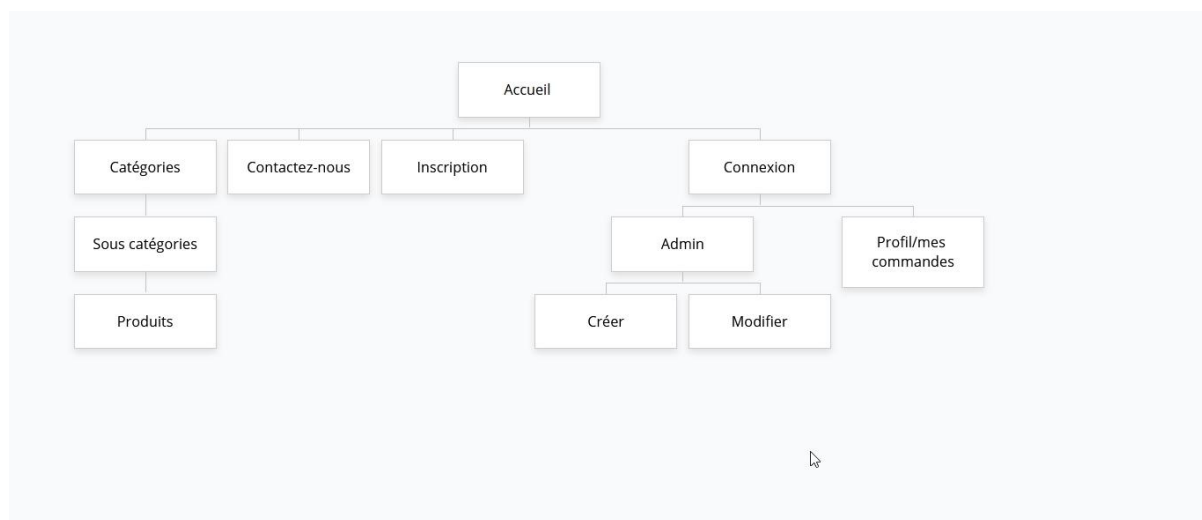 Accueil
Catégories
Contactez-nous
Inscription
Connexion
Sous catégories
Admin
Profil/mes
commandes
Produits
Créer
Modifier